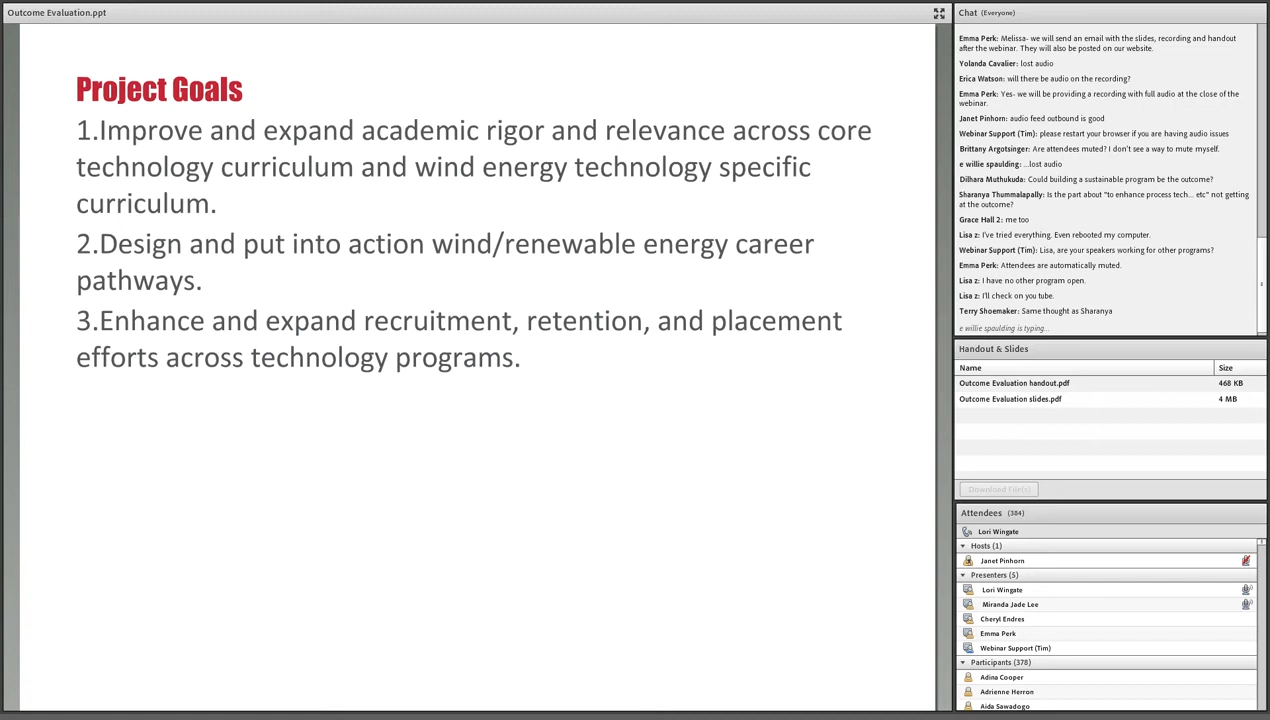 Outcome Evaluation.ppt
Project Goals
1.Improve and expand academic rigor and relevance across core
technology curriculum and wind energy technology specific
curriculum.
2.Design and put into action wind/renewable energy career
pathways.
3.Enhance and expand recruitment, retention, and placement
efforts across technology programs.
Chat (Everyone)
Emma Perk: Melissa- we will send an email with the slides, recording and handout
after the webinar. They will also be posted on our website.
Yolanda Cavalier: lost audio
Erica Watson: will there be audio on the recording?
Emma Perk: Yes- we will be providing a recording with full audio at the close of the
webinar.
Janet Pinhorn: audio feed outbound is good
Webinar Support (Tim): please restart your browser if you are having audio issues
Brittany Argotsinger: Are attendees muted? I don't see a way to mute myself.
e willie spaulding: ...lost audio
Dilhara Muthukuda: Could building a sustainable program be the outcome?
Sharanya Thummalapally: Is the part about "to enhance process tech... etc" not getting
at the outcome?
Grace Hall 2: me too
Lisa z: I've tried everything. Even rebooted my computer.
Webinar Support (Tim): Lisa, are your speakers working for other programs?
Emma Perk: Attendees are automatically muted.
Lisa z: I have no other program open.
Lisa z: I'll check on you tube.
Terry Shoemaker: Same thought as Sharanya
e willie spaulding is typing...
Handout & Slides
Name Size
Outcome Evaluation handout.pdf 468 KB
Outcome Evaluation slides.pdf 4 MB
Download File(s)
Attendees (384)
Lori Wingate
Hosts (1)
Janet Pinhorn
Presenters (5)
Lori Wingate
Miranda Jade Lee
Cheryl Endres
Emma Perk
Webinar Support (Tim)
Participants (378)
Adina Cooper
Adrienne Herron
Aida Sawadogo